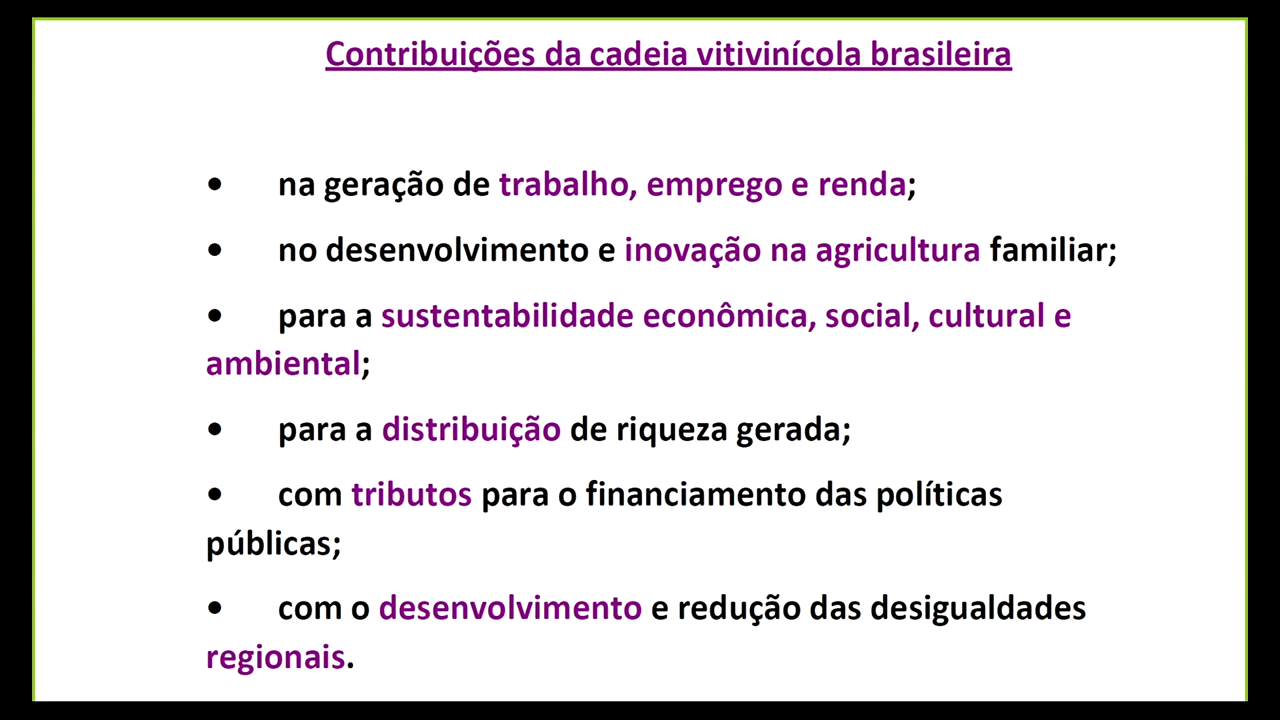 Contribuições da cadeia vitivinícola brasileira
• na geração de trabalho, emprego e renda;
• no desenvolvimento e inovação na agricultura familiar;
• para a sustentabilidade econômica, social, cultural e
ambiental;
• para a distribuição de riqueza gerada;
• com tributos para o financiamento das políticas
públicas;
• com o desenvolvimento e redução das desigualdades
regionais.